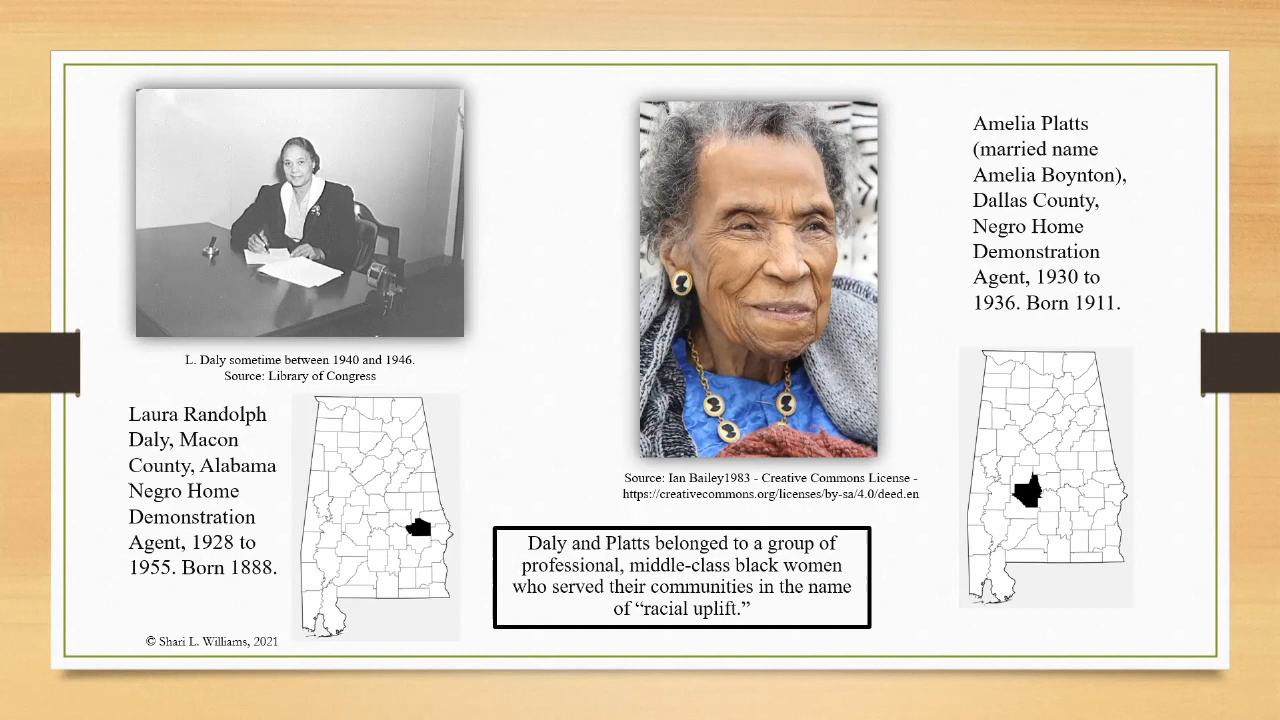 L. Daly sometime between 1940 and 1946.
Source: Library of Congress
Laura Randolph
Daly, Macon
County, Alabama
Negro Home
Demonstration
Agent, 1928 to
1955. Born 1888.
© Shari L. Williams, 2021
Source: Ian Bailey1983 - Creative Commons License -
https://creativecommons.org/licenses/by-sa/4.0/deed.en
Daly and Platts belonged to a group of
professional, middle-class black women
who served their communities in the name
of “racial uplift.”
Amelia Platts
(married name
Amelia Boynton),
Dallas County,
Negro Home
Demonstration
Agent, 1930 to
1936. Born 1911.